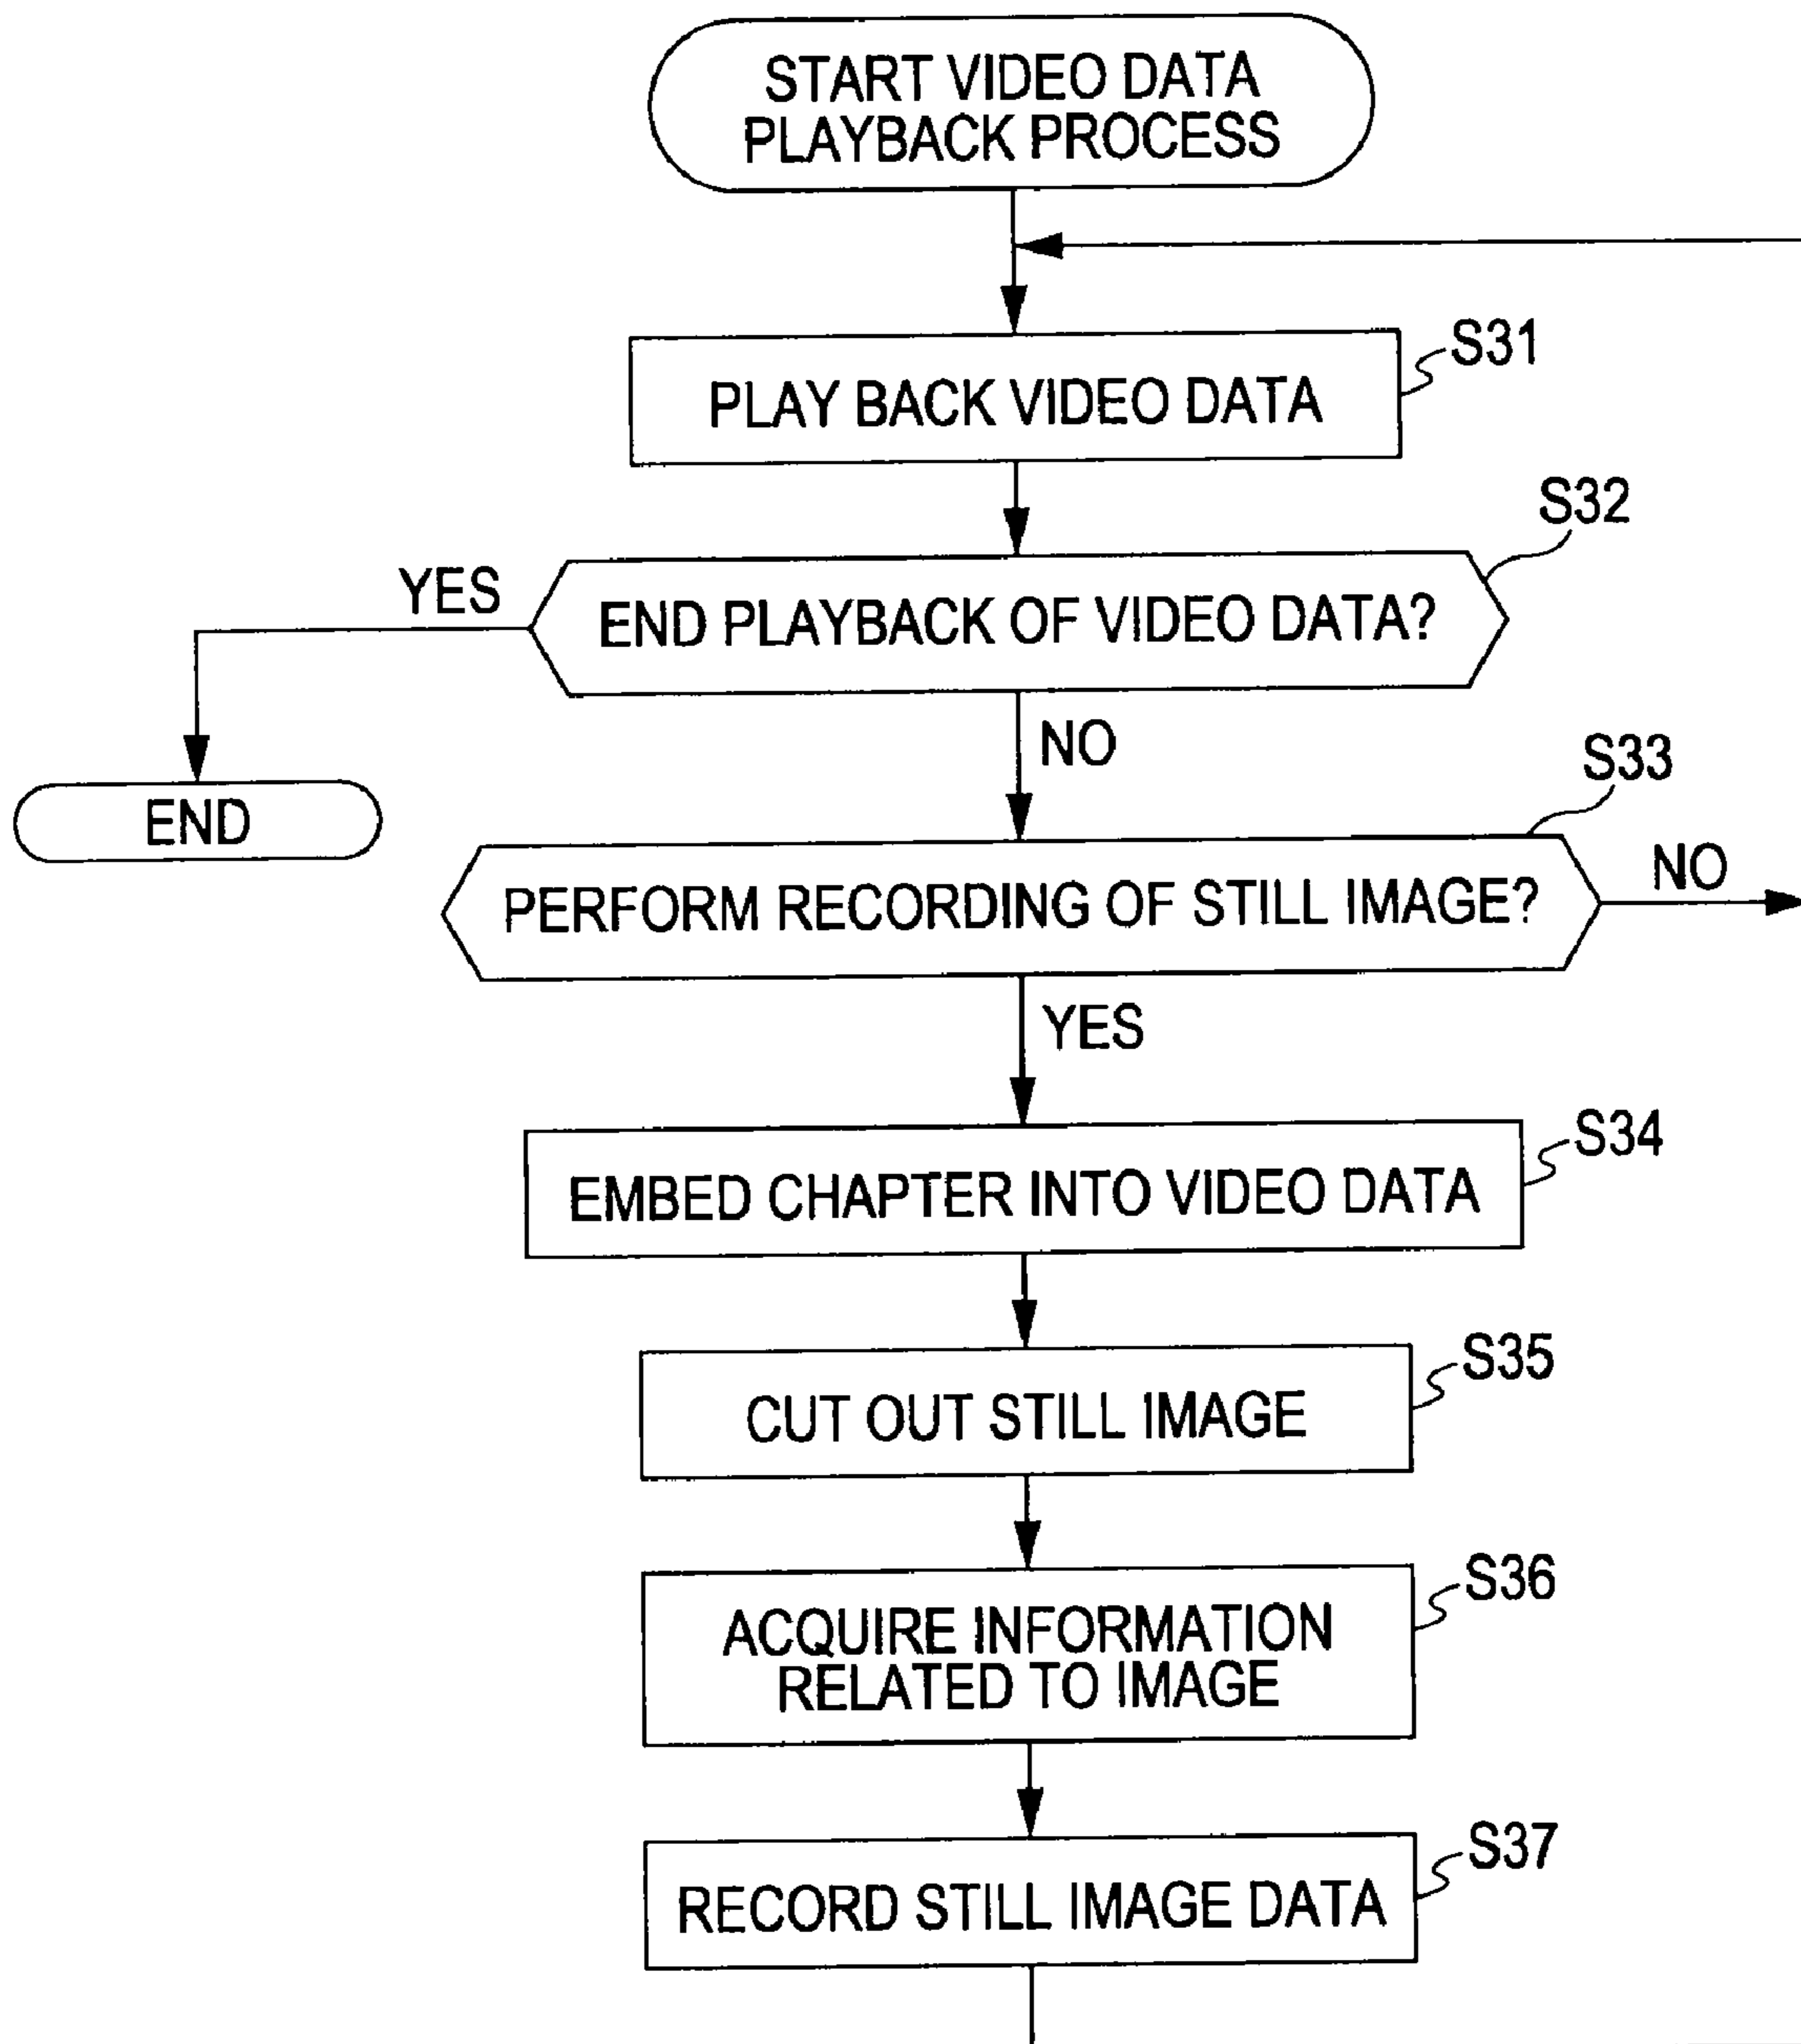 START VIDEO DATA
PLAYBACK PROCESS
S31
PLAY BACK VIDEO DATA
S32
YES
END PLAYBACK OF VIDEO DATA?
NO
S33
END
NO
PERFORM RECORDING OF STILL IMAGE?
YES
S34
EMBED CHAPTER INTO VIDEO DATA
S35
CUT OUT STILL IMAGE
S36
ACQUIRE INFORMATION
RELATED TO IMAGE
S37
RECORD STILL IMAGE DATA